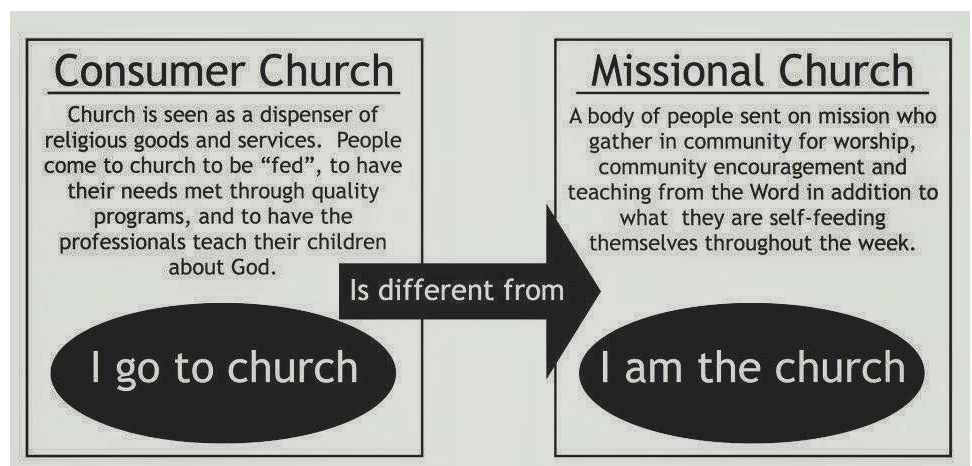 Consumer Church
Church is seen as a dispenser of
religious goods and services.  People
come to church to be “fed”, to have
their needs met through quality
programs, and to have the
professionals teach their children
about God.
I go to church
Is different from
Missional Church
A body of people sent on mission who
gather in community for worship,
community encouragement and
teaching from the Word in addition to
what  they are self-feeding
themselves throughout the week.
I am the church